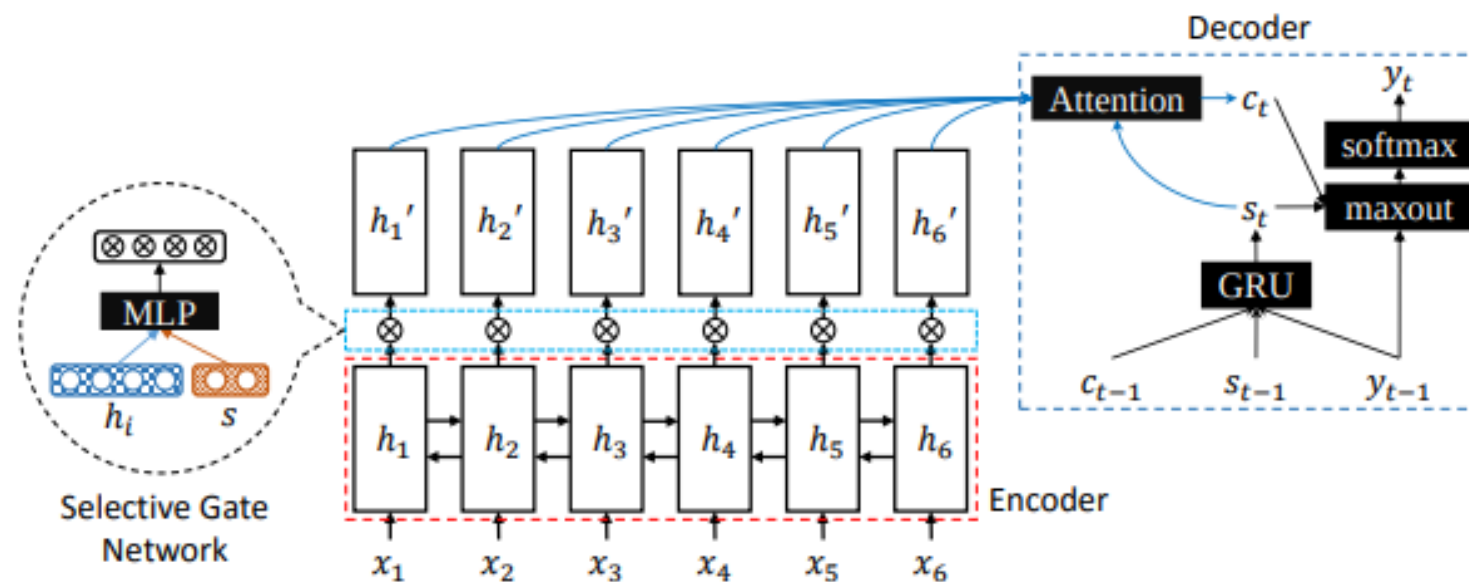 Decoder
Attention
c_t
y_t
softmax
maxout
s_t
GRU
c_{t-1} s_{t-1} y_{t-1}
h_1' h_2' h_3' h_4' h_5' h_6'
MLP
h_i s
Selective Gate
Network
h_1 h_2 h_3 h_4 h_5 h_6
Encoder
x_1 x_2 x_3 x_4 x_5 x_6